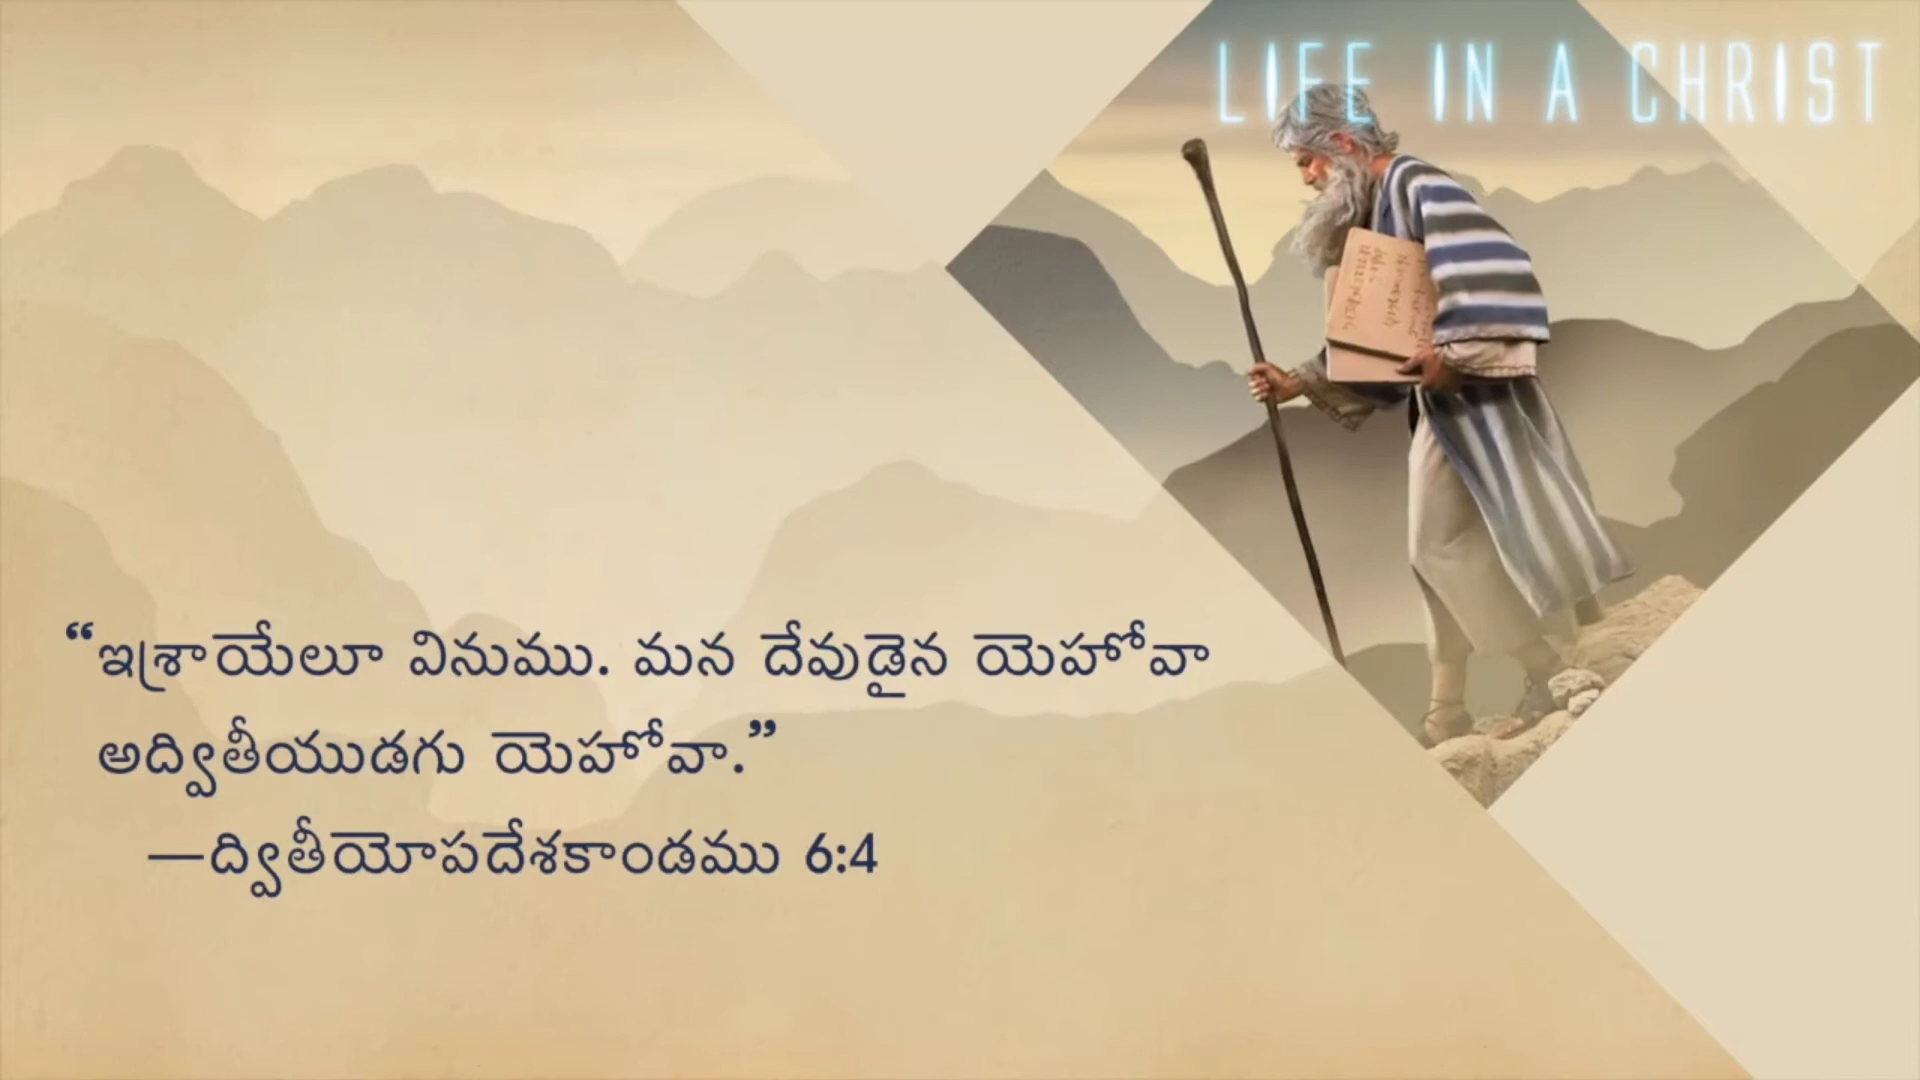 LIFE IN A CHRIST
“ఇశ్రాయేలూ వినుము. మన దేవుడైన యెహోవా
అద్వితీయుడగు యెహోవా.”
—ద్వితీయోపదేశకాండము 6:4